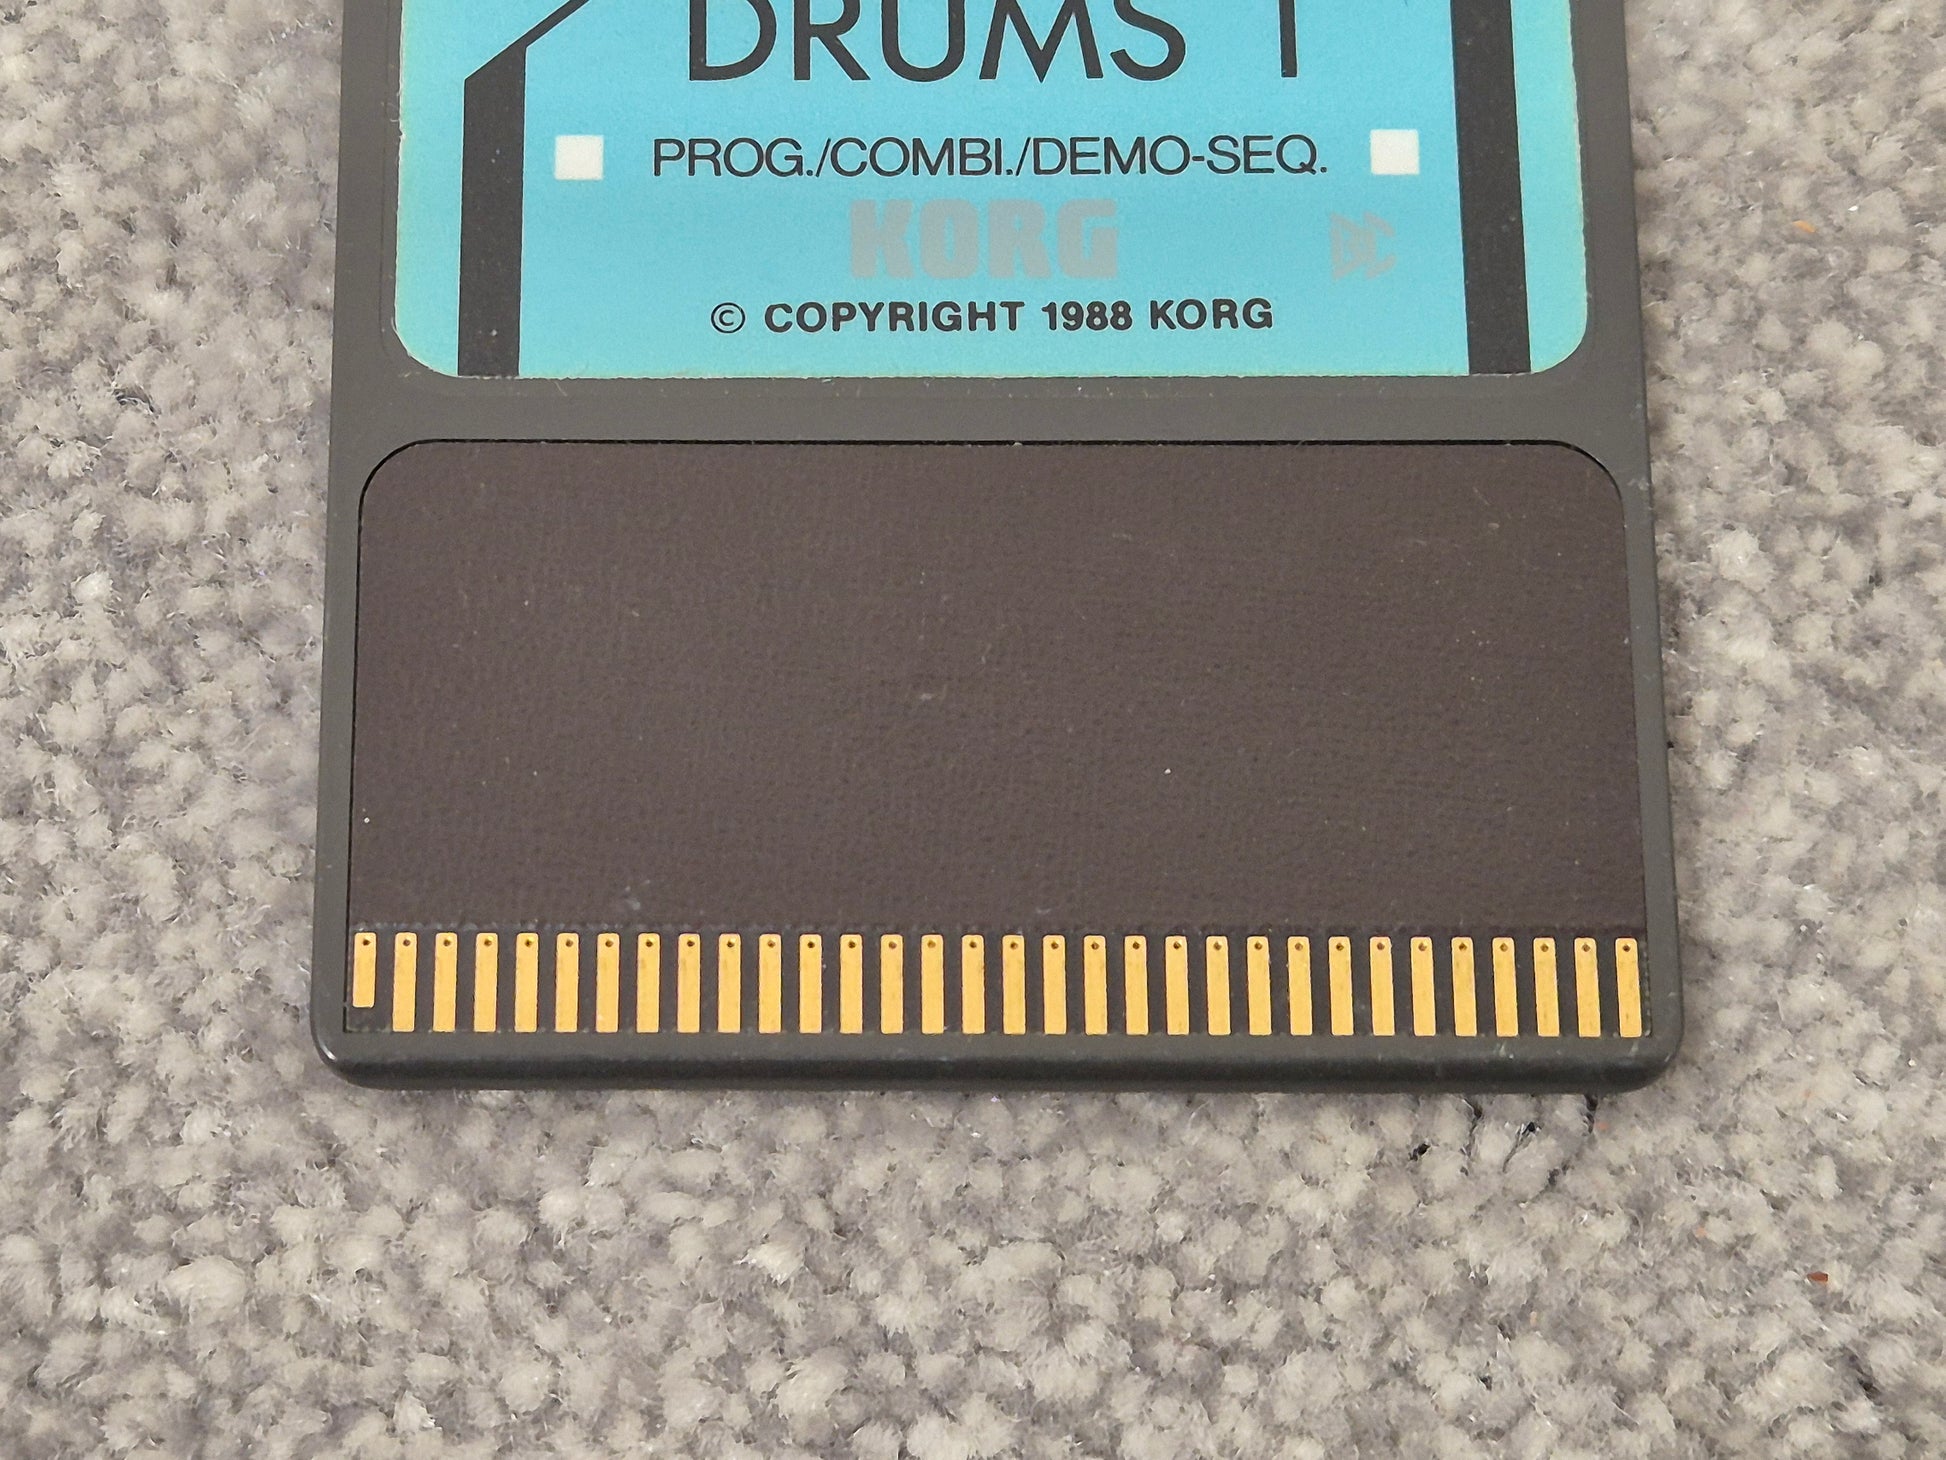 DRUMS 1
PROG./COMBI./DEMO-SEQ.
KORG
© COPYRIGHT 1988 KORG